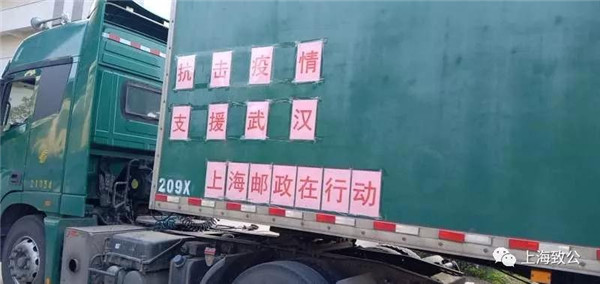 抗击疫情
支援武汉
209X
上海邮政在行动
上海致公